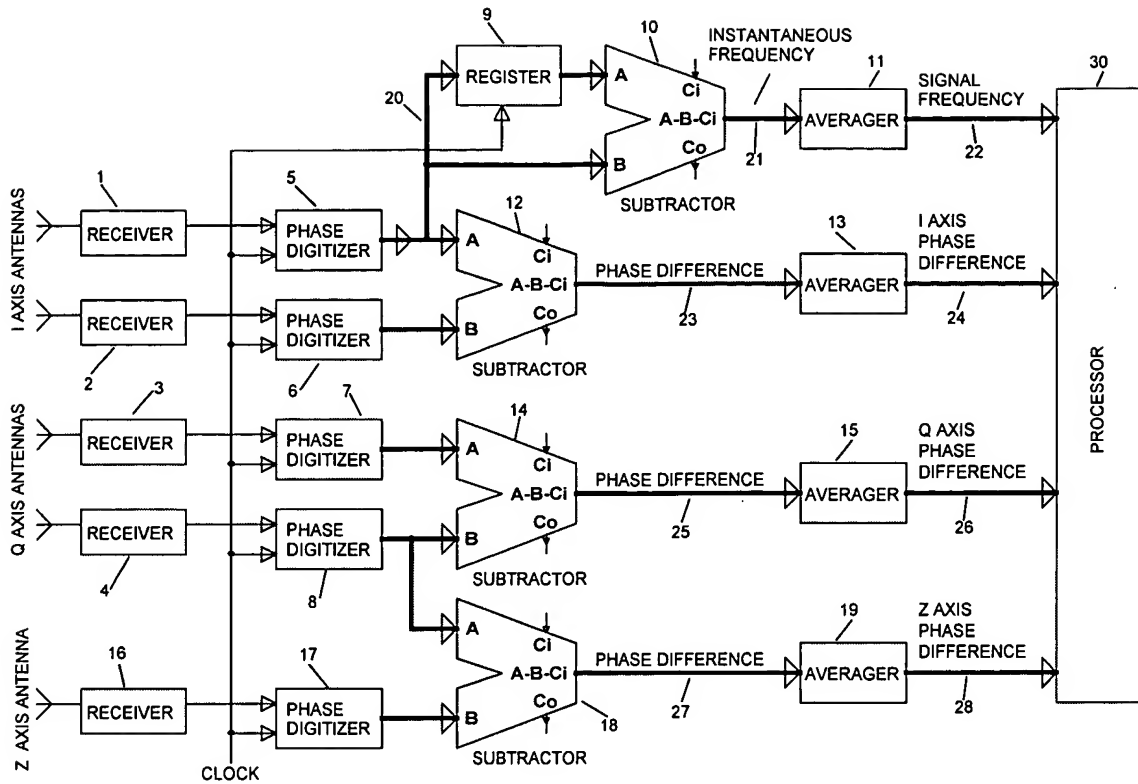 9
10
INSTANTANEOUS
FREQUENCY
11
SIGNAL
FREQUENCY
30
REGISTER
A
Ci
A-B-Ci
Co
B
20
AVERAGER
21
22
SUBTRACTOR
I AXIS ANTENNAS
1
RECEIVER
5
PHASE
DIGITIZER
12
A
Ci
A-B-Ci
Co
B
PHASE DIFFERENCE
23
13
AVERAGER
I AXIS
PHASE
DIFFERENCE
24
RECEIVER
2
PHASE
DIGITIZER
6
SUBTRACTOR
PROCESSOR
Q AXIS ANTENNAS
3
RECEIVER
7
PHASE
DIGITIZER
14
A
Ci
A-B-Ci
Co
B
PHASE DIFFERENCE
25
15
AVERAGER
Q AXIS
PHASE
DIFFERENCE
26
RECEIVER
4
PHASE
DIGITIZER
8
SUBTRACTOR
Z AXIS ANTENNA
16
RECEIVER
17
PHASE
DIGITIZER
A
Ci
A-B-Ci
Co
B
18
PHASE DIFFERENCE
27
19
AVERAGER
Z AXIS
PHASE
DIFFERENCE
28
SUBTRACTOR
CLOCK